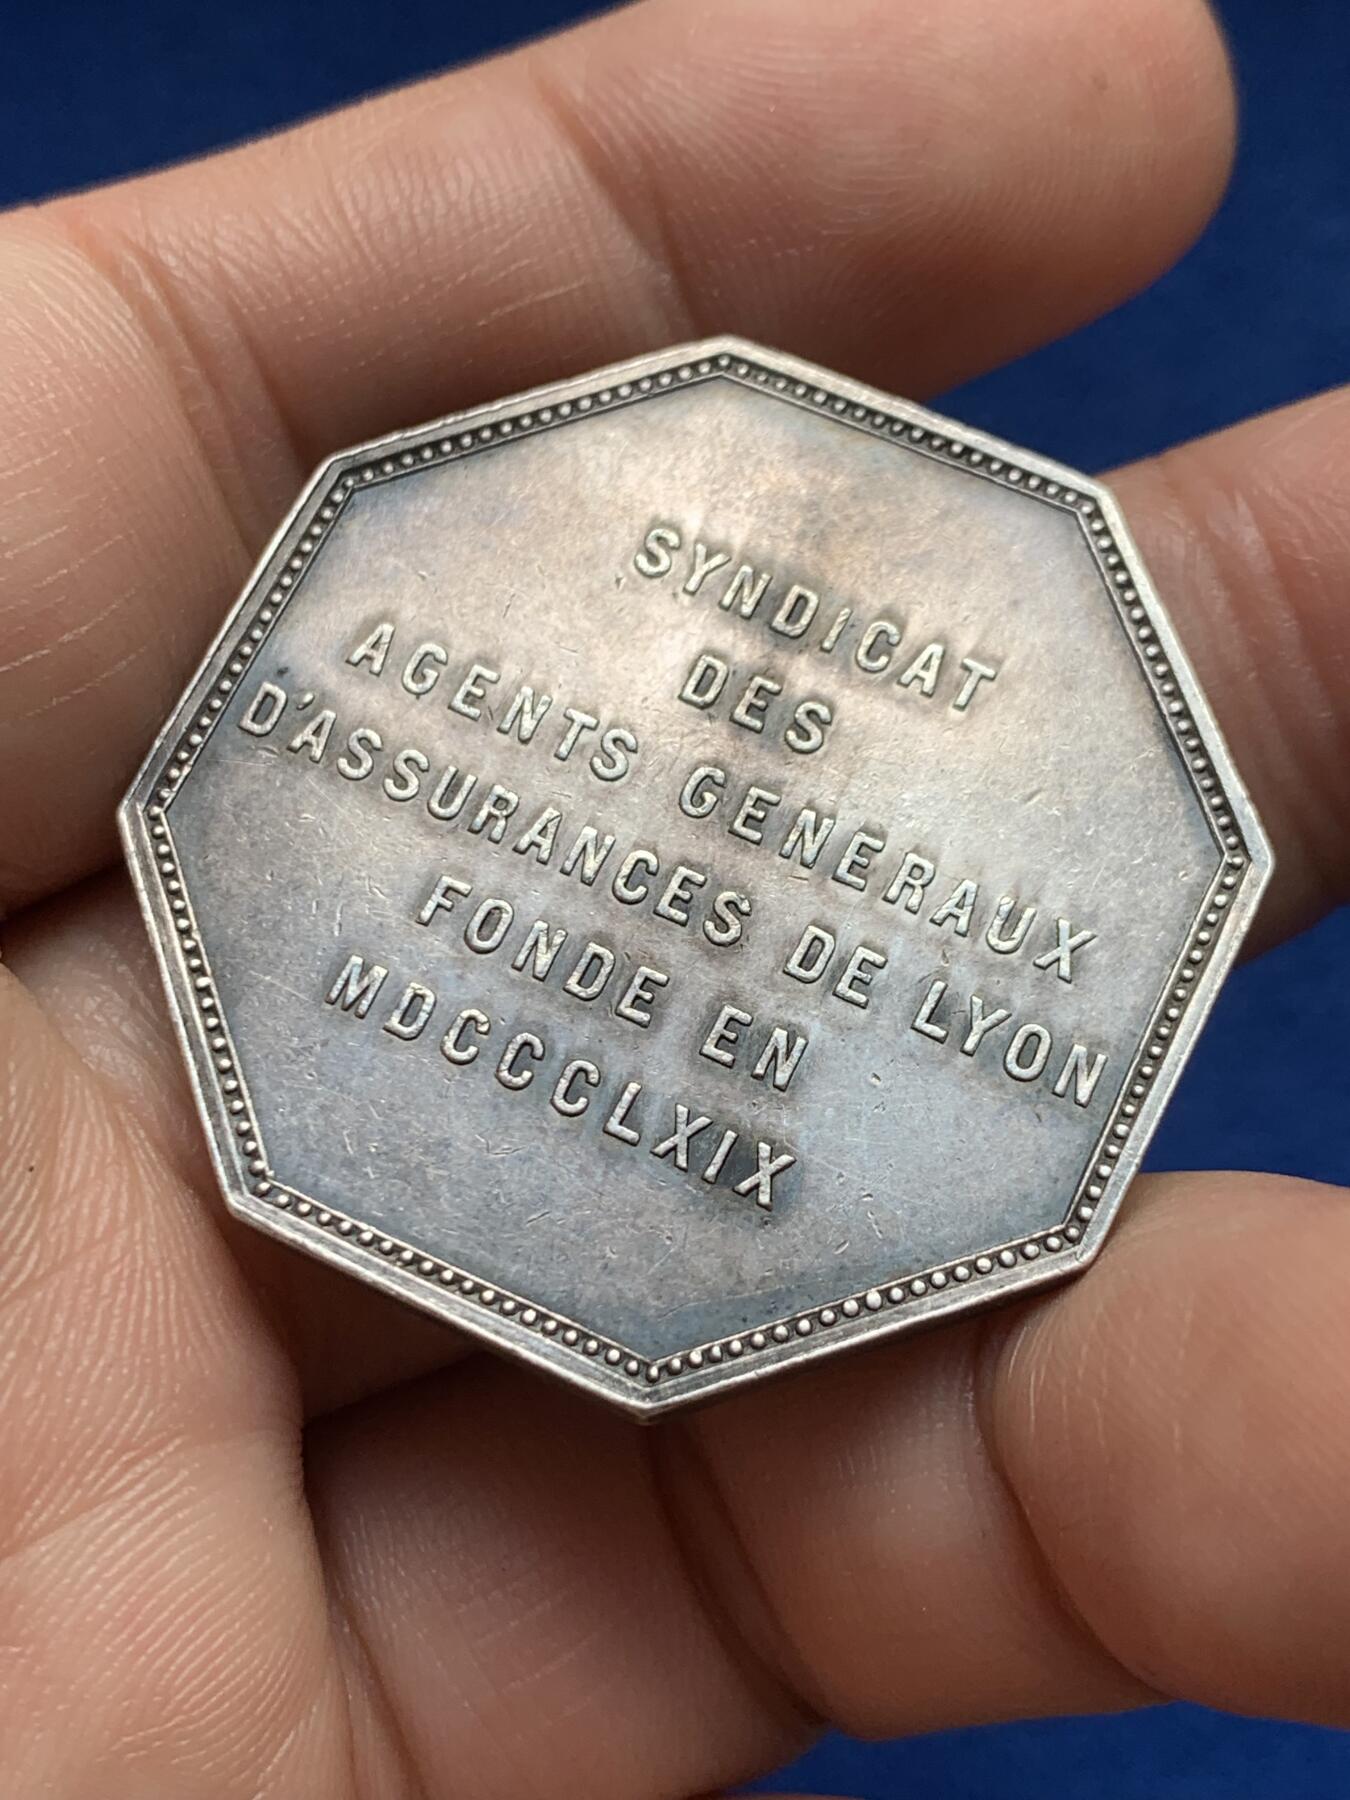 SYNDICAT
DES
AGENTS GENERAUX
D'ASSURANCES DE LYON
FONDE EN
MDCCCLXIX